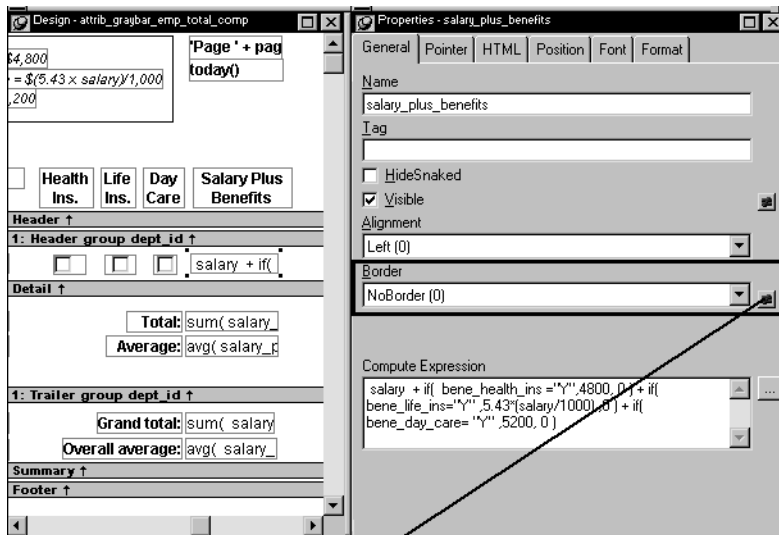 Design - attrib_graybar_emp_total_comp
$4,800
= $(5.43 x salary)/1,000
,200
'Page ' + pag
today()
Health Ins.
Life Ins.
Day Care
Salary Plus Benefits
Header ↑
1: Header group dept_id ↑
salary + if(
Detail ↑
Total: sum( salary_
Average: avg( salary_p
1: Trailer group dept_id ↑
Grand total: sum( salary
Overall average: avg( salary_
Summary ↑
Footer ↑
Properties - salary_plus_benefits
General Pointer HTML Position Font Format
Name
salary_plus_benefits
Tag
HideSnaked
Visible
Alignment
Left (0)
Border
NoBorder (0)
Compute Expression
salary + if( bene_health_ins ="Y",4800, 0 ) + if(
bene_life_ins="Y" ,5.43*(salary/1000) ,0 ) + if(
bene_day_care= "Y" ,5200, 0 )
...